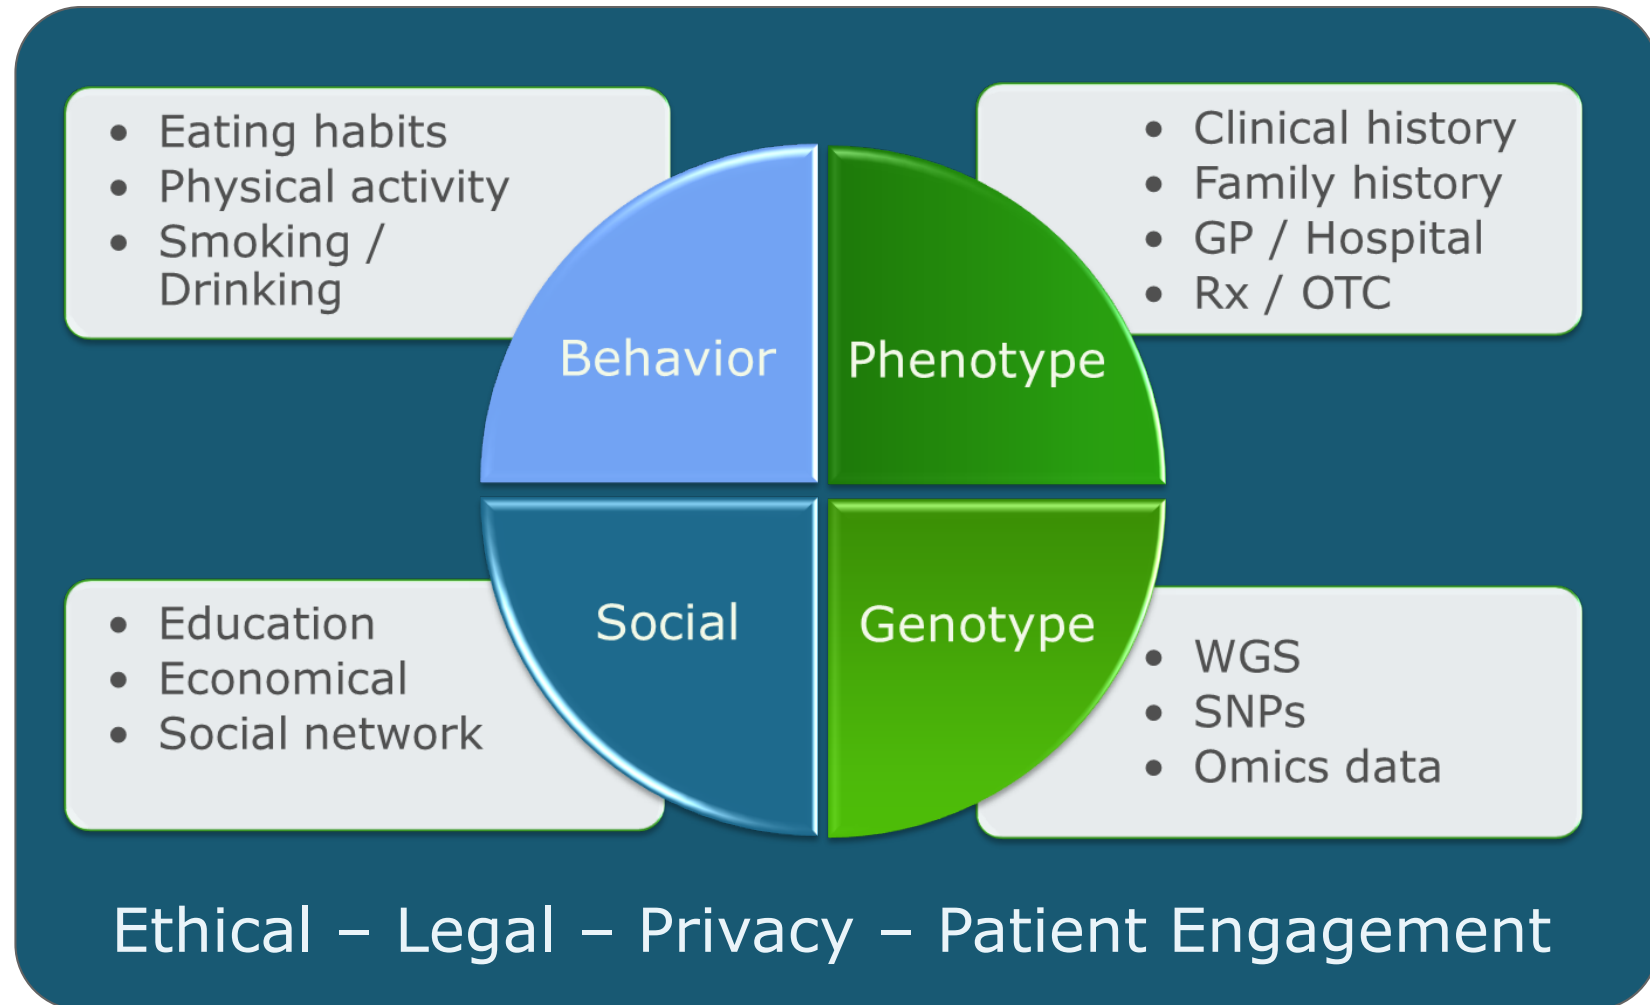 • Eating habits
• Physical activity
• Smoking /
Drinking
Behavior
• Clinical history
• Family history
• GP / Hospital
• Rx / OTC
Phenotype
• Education
• Economical
• Social network
Social
• WGS
• SNPs
• Omics data
Genotype
Ethical – Legal – Privacy – Patient Engagement